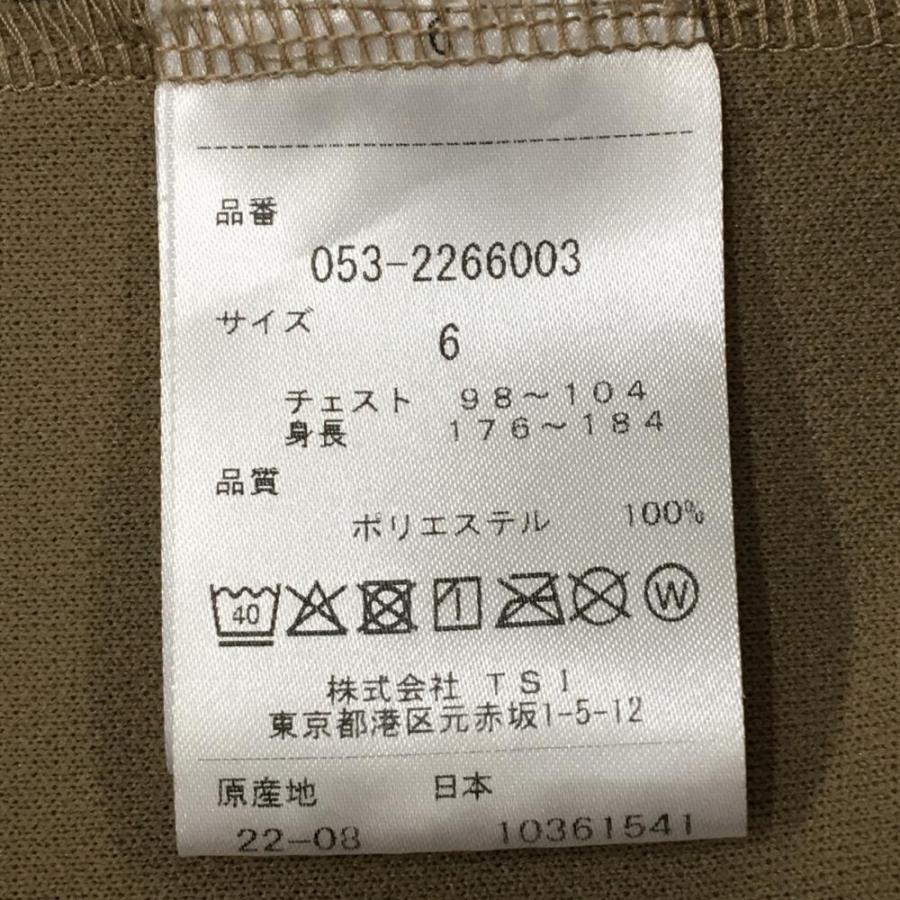 6
品番
053-2266003
サイズ
6
チェスト 98～104
身長 176～184
品質
ポリエステル 100%
40 W
株式会社 TSI
東京都港区元赤坂1-5-12
原産地 日本
22-08 10361541